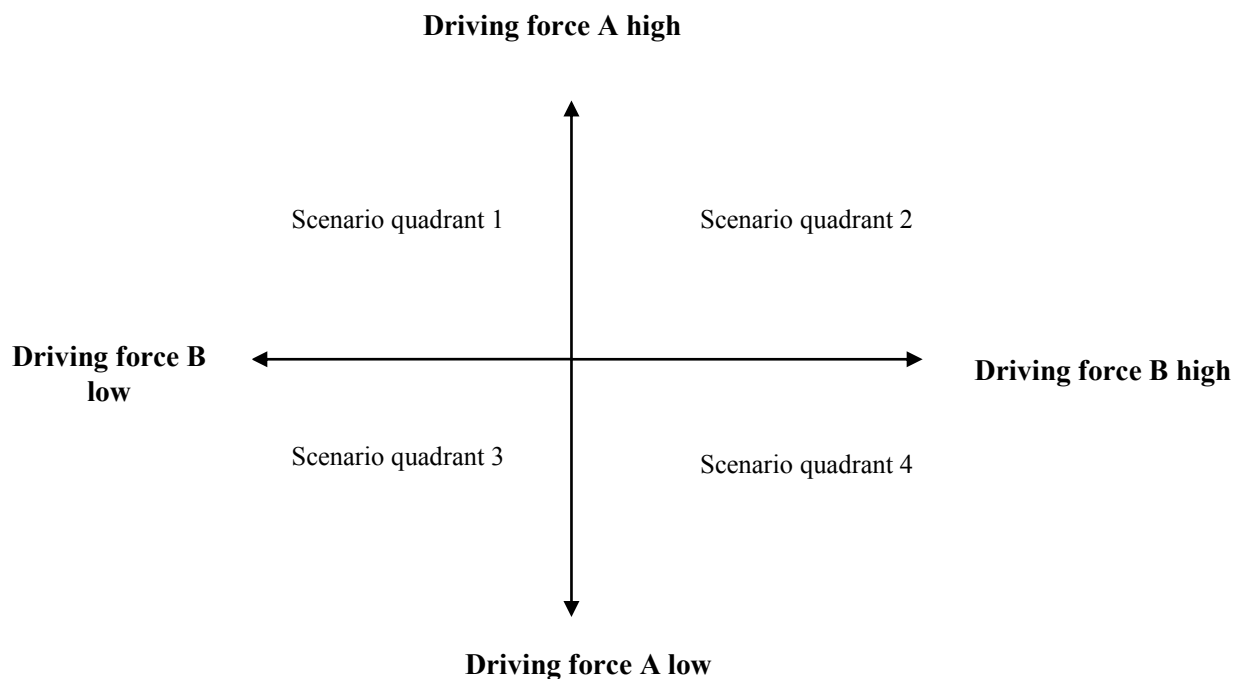 Driving force A high
Scenario quadrant 1
Scenario quadrant 2
Driving force B
low
Driving force B high
Scenario quadrant 3
Scenario quadrant 4
Driving force A low